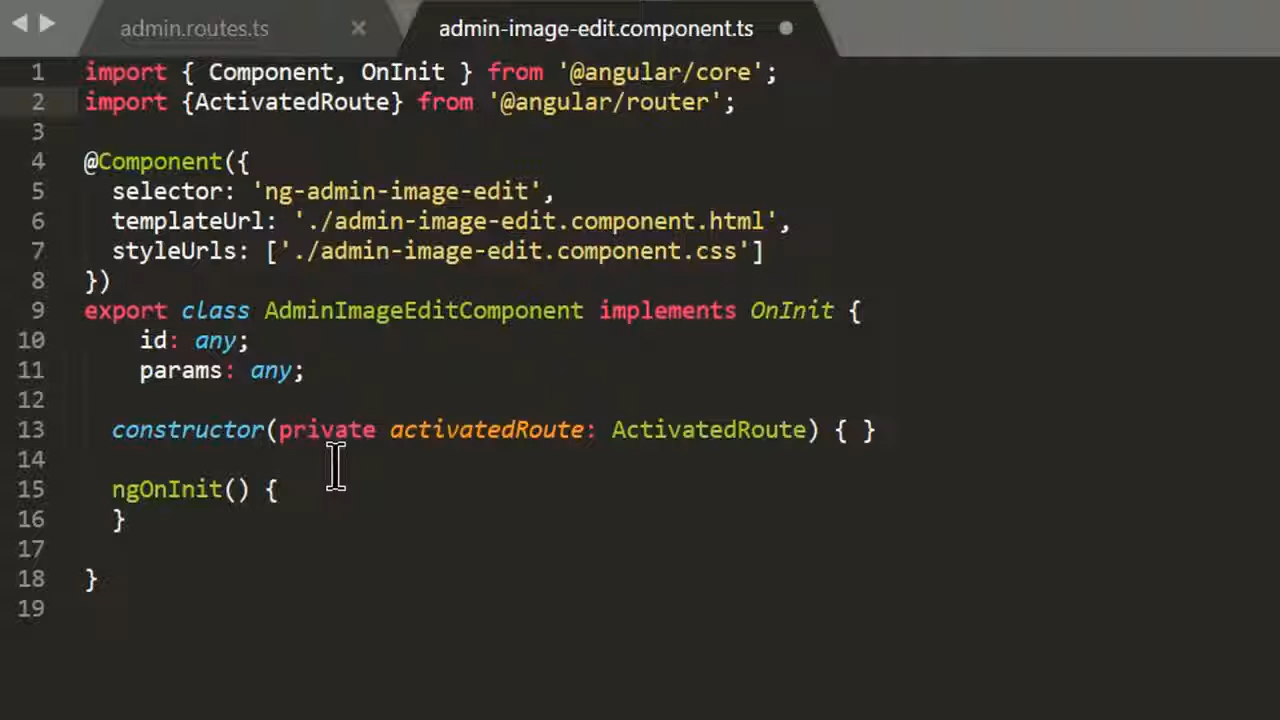 admin.routes.ts × admin-image-edit.component.ts
1 import { Component, OnInit } from '@angular/core';
2 import {ActivatedRoute} from '@angular/router';
3
4 @Component({
5   selector: 'ng-admin-image-edit',
6   templateUrl: './admin-image-edit.component.html',
7   styleUrls: ['./admin-image-edit.component.css']
8 })
9 export class AdminImageEditComponent implements OnInit {
10     id: any;
11     params: any;
12
13   constructor(private activatedRoute: ActivatedRoute) { }
14
15   ngOnInit() {
16   }
17
18 }
19